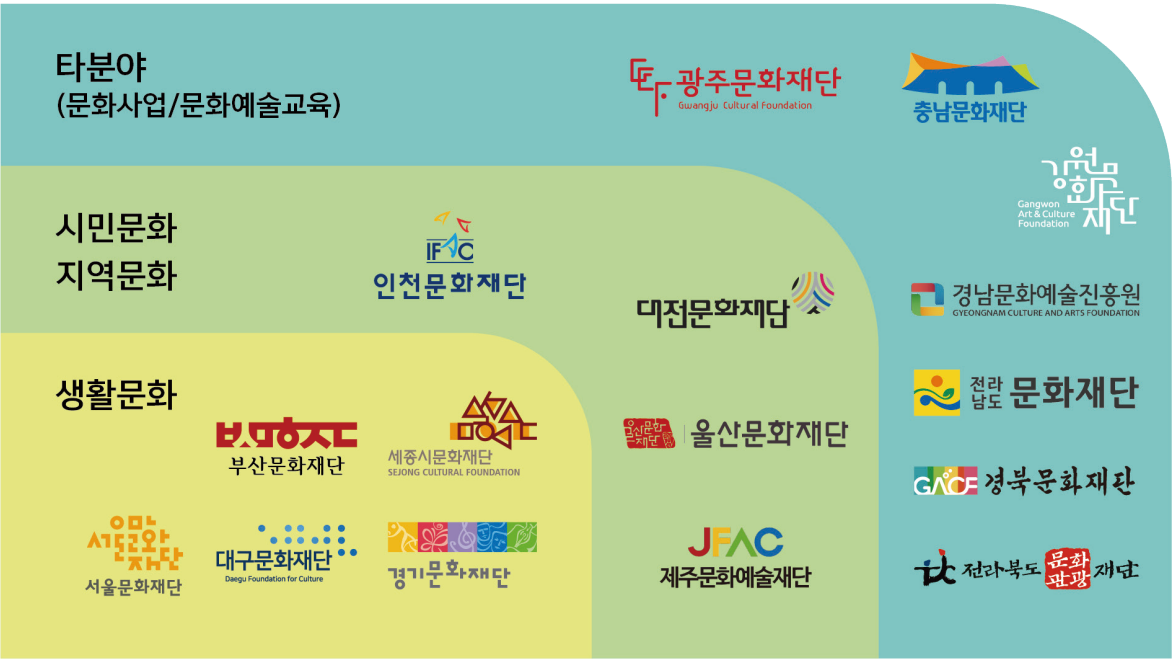 타분야
(문화사업/문화예술교육)
광주문화재단
Gwangju Cultural Foundation
충남문화재단
강원문화재단
Gangwon
Art & Culture
Foundation
시민문화
지역문화
IFAC
인천문화재단
대전문화재단
경남문화예술진흥원
GYEONGNAM CULTURE AND ARTS FOUNDATION
전라
남도 문화재단
생활문화
부산문화재단
세종시문화재단
SEJONG CULTURAL FOUNDATION
울산문화
재단
울산문화재단
GACF 경북문화재단
서울문화재단
서울문화재단
대구문화재단
Daegu Foundation for Culture
경기문화재단
JFAC
제주문화예술재단
전라북도 문화관광 재단